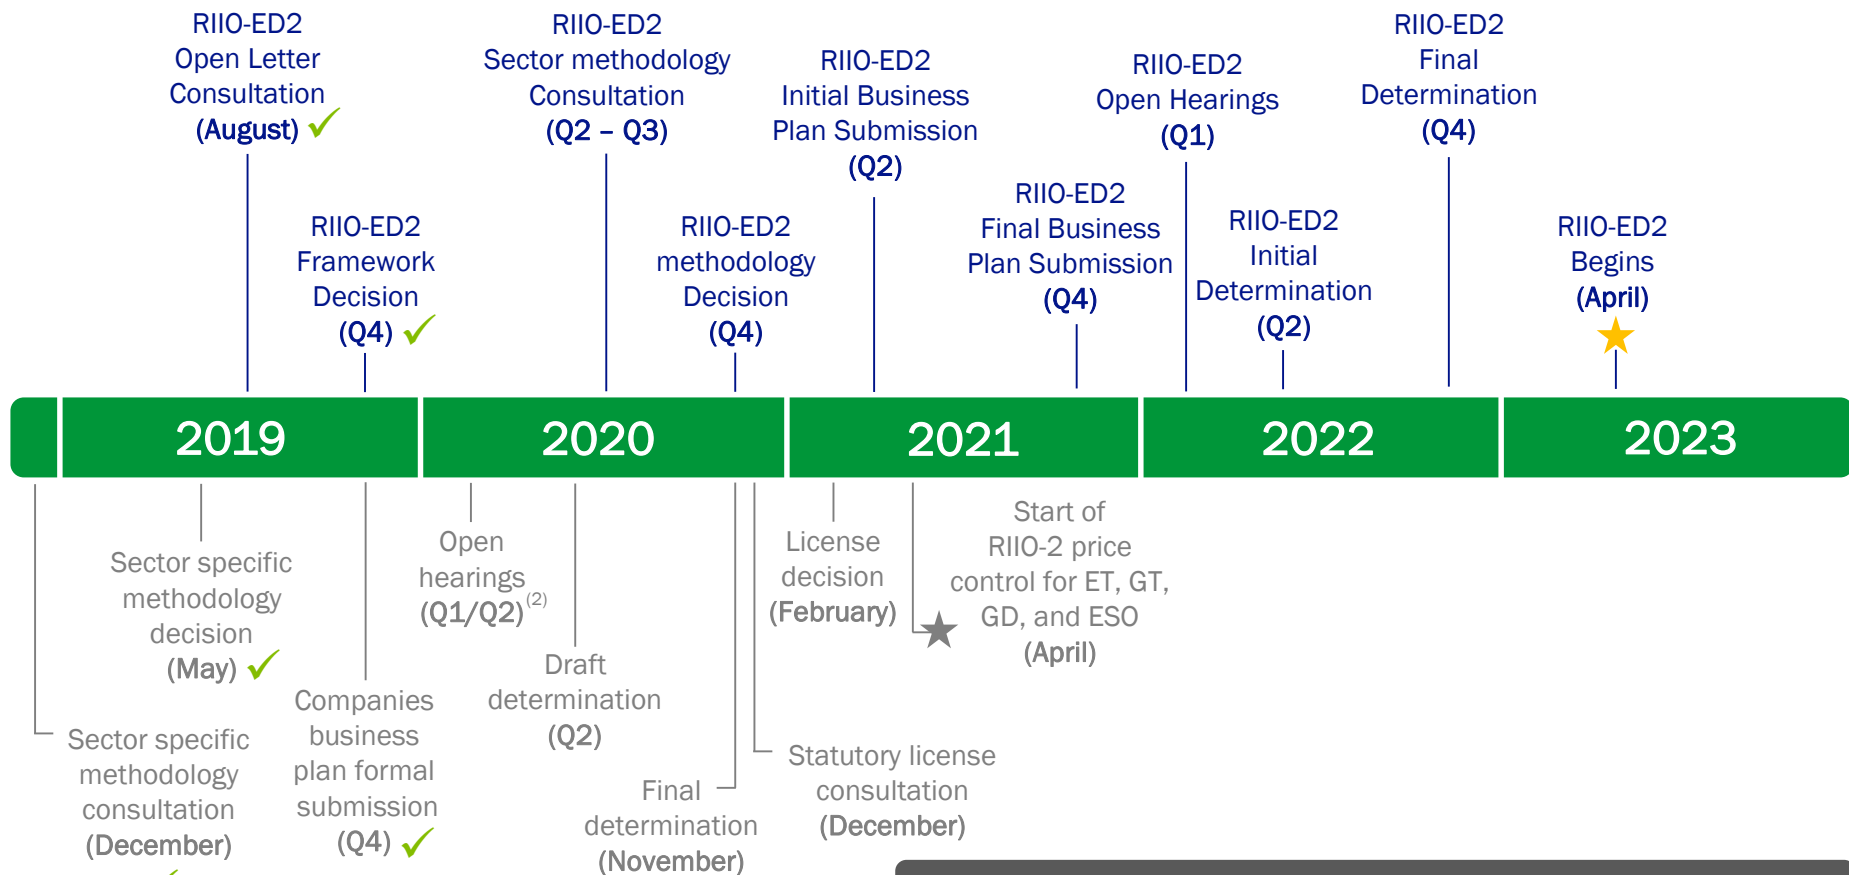 RIIO-ED2
Open Letter
Consultation
(August)
RIIO-ED2
Framework
Decision
(Q4)
RIIO-ED2
Sector methodology
Consultation
(Q2 – Q3)
RIIO-ED2
methodology
Decision
(Q4)
RIIO-ED2
Initial Business
Plan Submission
(Q2)
RIIO-ED2
Final Business
Plan Submission
(Q4)
RIIO-ED2
Open Hearings
(Q1)
RIIO-ED2
Initial
Determination
(Q2)
RIIO-ED2
Final
Determination
(Q4)
RIIO-ED2
Begins
(April)
2019
2020
2021
2022
2023
Sector specific
methodology
consultation
(December)
Sector specific
methodology
decision
(May)
Companies
business
plan formal
submission
(Q4)
Open
hearings
(Q1/Q2)(2)
Draft
determination
(Q2)
Final
determination
(November)
Statutory license
consultation
(December)
License
decision
(February)
Start of
RIIO-2 price
control for ET, GT,
GD, and ESO
(April)